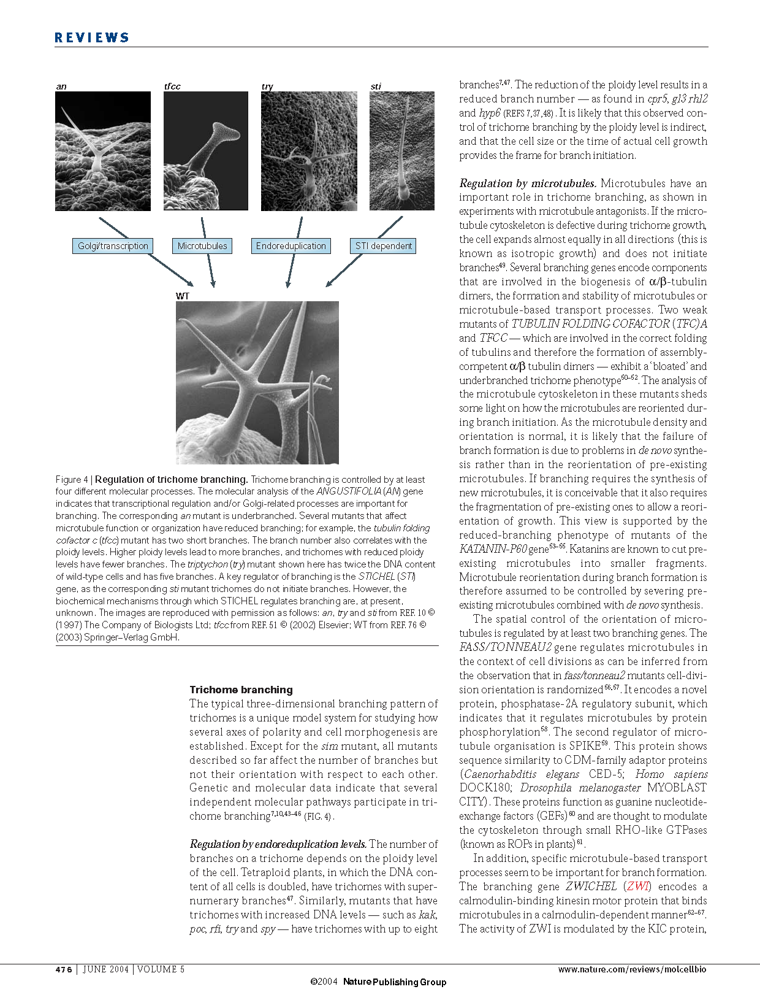 REVIEWS
an
tfcc
try
sti
Golgi/transcription
Microtubules
Endoreduplication
STI dependent
WT
Figure 4 | Regulation of trichome branching. Trichome branching is controlled by at least
four different molecular processes. The molecular analysis of the ANGUSTIFOLIA (AN) gene
indicates that transcriptional regulation and/or Golgi-related processes are important for
branching. The corresponding an mutant is underbranched. Several mutants that affect
microtubule function or organization have reduced branching; for example, the tubulin folding
cofactor c (tfcc) mutant has two short branches. The branch number also correlates with the
ploidy levels. Higher ploidy levels lead to more branches, and trichomes with reduced ploidy
levels have fewer branches. The triptychon (try) mutant shown here has twice the DNA content
of wild-type cells and has five branches. A key regulator of branching is the STICHEL (STI)
gene, as the corresponding sti mutant trichomes do not initiate branches. However, the
biochemical mechanisms through which STICHEL regulates branching are, at present,
unknown. The images are reproduced with permission as follows: an, try and sti from REF. 10 ©
(1997) The Company of Biologists Ltd; tfcc from REF. 51 © (2002) Elsevier; WT from REF. 76 ©
(2003) Springer–Verlag GmbH.
Trichome branching
The typical three-dimensional branching pattern of
trichomes is a unique model system for studying how
several axes of polarity and cell morphogenesis are
established. Except for the sim mutant, all mutants
described so far affect the number of branches but
not their orientation with respect to each other.
Genetic and molecular data indicate that several
independent molecular pathways participate in tri-
chome branching7,10,43–46 (FIG. 4).
Regulation by endoreduplication levels. The number of
branches on a trichome depends on the ploidy level
of the cell. Tetraploid plants, in which the DNA con-
tent of all cells is doubled, have trichomes with super-
numerary branches47. Similarly, mutants that have
trichomes with increased DNA levels — such as kak,
poc, rfi, try and spy — have trichomes with up to eight
branches7,47. The reduction of the ploidy level results in a
reduced branch number — as found in cpr5, gl3 rhl2
and hyp6 (REFS 7,37,48). It is likely that this observed con-
trol of trichome branching by the ploidy level is indirect,
and that the cell size or the time of actual cell growth
provides the frame for branch initiation.
Regulation by microtubules. Microtubules have an
important role in trichome branching, as shown in
experiments with microtubule antagonists. If the micro-
tubule cytoskeleton is defective during trichome growth,
the cell expands almost equally in all directions (this is
known as isotropic growth) and does not initiate
branches49. Several branching genes encode components
that are involved in the biogenesis of α/β-tubulin
dimers, the formation and stability of microtubules or
microtubule-based transport processes. Two weak
mutants of TUBULIN FOLDING COFACTOR (TFC)A
and TFCC — which are involved in the correct folding
of tubulins and therefore the formation of assembly-
competent α/β tubulin dimers — exhibit a ‘bloated’ and
underbranched trichome phenotype50–52. The analysis of
the microtubule cytoskeleton in these mutants sheds
some light on how the microtubules are reoriented dur-
ing branch initiation. As the microtubule density and
orientation is normal, it is likely that the failure of
branch formation is due to problems in de novo synthe-
sis rather than in the reorientation of pre-existing
microtubules. If branching requires the synthesis of
new microtubules, it is conceivable that it also requires
the fragmentation of pre-existing ones to allow a reori-
entation of growth. This view is supported by the
reduced-branching phenotype of mutants of the
KATANIN-P60 gene53–55. Katanins are known to cut pre-
existing microtubules into smaller fragments.
Microtubule reorientation during branch formation is
therefore assumed to be controlled by severing pre-
existing microtubules combined with de novo synthesis.
The spatial control of the orientation of micro-
tubules is regulated by at least two branching genes. The
FASS/TONNEAU2 gene regulates microtubules in
the context of cell divisions as can be inferred from
the observation that in fass/tonneau2 mutants cell-divi-
sion orientation is randomized56,57. It encodes a novel
protein, phosphatase-2A regulatory subunit, which
indicates that it regulates microtubules by protein
phosphorylation58. The second regulator of micro-
tubule organisation is SPIKE59. This protein shows
sequence similarity to CDM-family adaptor proteins
(Caenorhabditis elegans CED-5; Homo sapiens
DOCK180; Drosophila melanogaster MYOBLAST
CITY). These proteins function as guanine nucleotide-
exchange factors (GEFs)60 and are thought to modulate
the cytoskeleton through small RHO-like GTPases
(known as ROPs in plants)61.
In addition, specific microtubule-based transport
processes seem to be important for branch formation.
The branching gene ZWICHEL (ZWI) encodes a
calmodulin-binding kinesin motor protein that binds
microtubules in a calmodulin-dependent manner62–67.
The activity of ZWI is modulated by the KIC protein,
476 | JUNE 2004 | VOLUME 5
www.nature.com/reviews/molcellbio
©2004 Nature Publishing Group